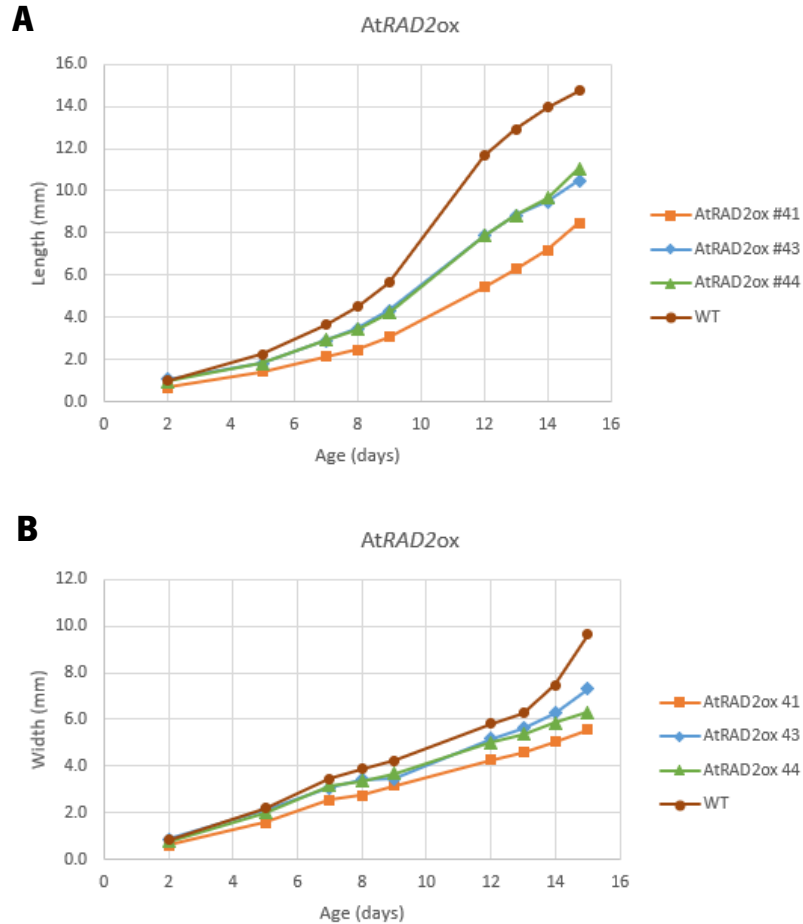 A
AtRAD2ox
16.0
14.0
12.0
10.0
8.0
6.0
4.0
2.0
0.0
Length (mm)
0 2 4 6 8 10 12 14 16
Age (days)
AtRAD2ox #41
AtRAD2ox #43
AtRAD2ox #44
WT
B
AtRAD2ox
12.0
10.0
8.0
6.0
4.0
2.0
0.0
Width (mm)
0 2 4 6 8 10 12 14 16
Age (days)
AtRAD2ox 41
AtRAD2ox 43
AtRAD2ox 44
WT